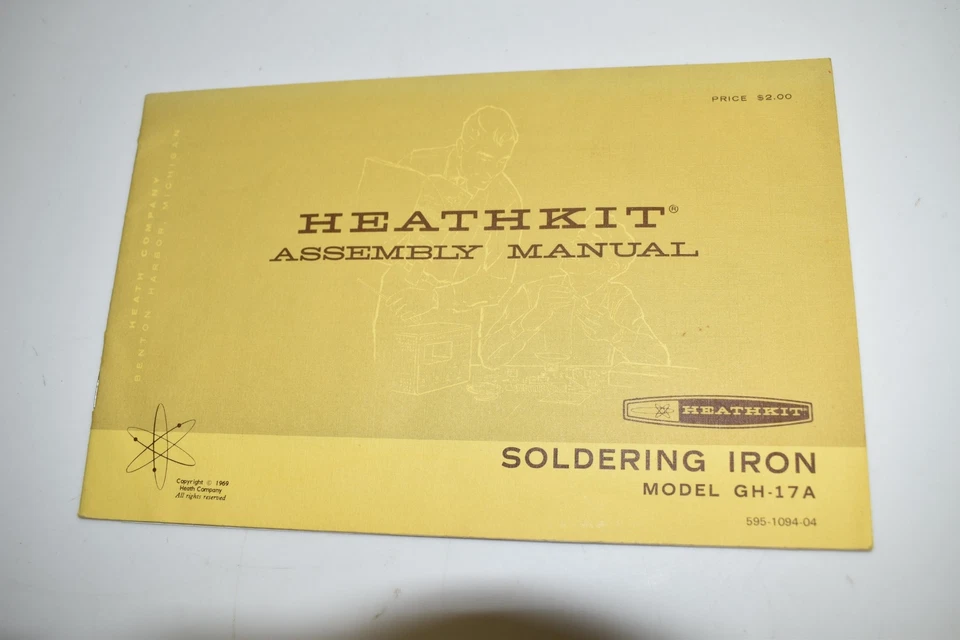 PRICE $2.00
HEATH COMPANY
BENTON HARBOR, MICHIGAN
HEATHKIT®
ASSEMBLY MANUAL
HEATHKIT
SOLDERING IRON
MODEL GH-17A
595-1094-04
Copyright © 1969
Heath Company
All rights reserved